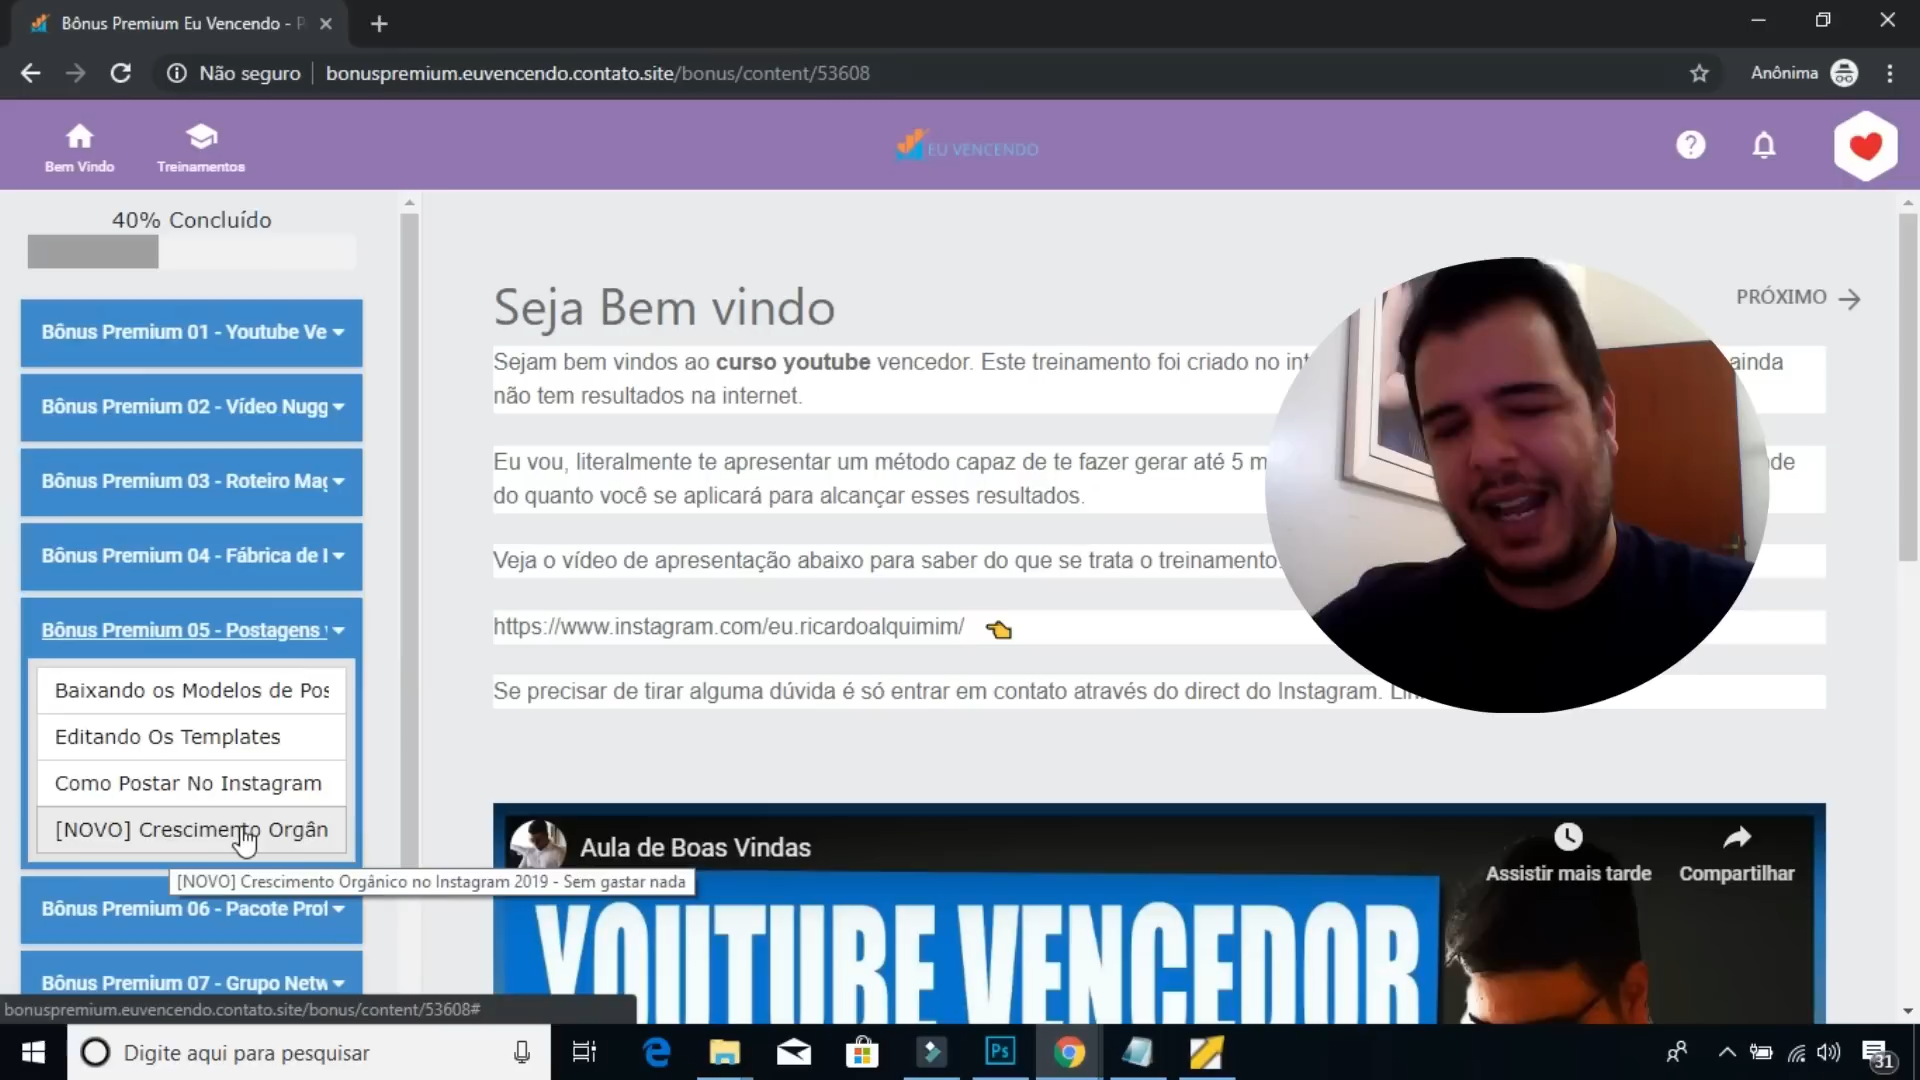 Bônus Premium Eu Vencendo -
Não seguro
bonuspremium.euvencendo.contato.site/bonus/content/53608
Anônima
Bem Vindo
Treinamentos
EU VENCENDO
40% Concluído
Bônus Premium 01 - Youtube Ve
Bônus Premium 02 - Vídeo Nugg
Bônus Premium 03 - Roteiro Mag
Bônus Premium 04 - Fábrica de
Bônus Premium 05 - Postagens
Baixando os Modelos de Pos
Editando Os Templates
Como Postar No Instagram
[NOVO] Crescimento Orgân
[NOVO] Crescimento Orgânico no Instagram 2019 - Sem gastar nada
Bônus Premium 06 - Pacote Prof
Bônus Premium 07 - Grupo Netw
bonuspremium.euvencendo.contato.site/bonus/content/53608#
PRÓXIMO
Seja Bem vindo
Sejam bem vindos ao curso youtube vencedor. Este treinamento foi criado no int ainda
não tem resultados na internet.
Eu vou, literalmente te apresentar um método capaz de te fazer gerar até 5 m
do quanto você se aplicará para alcançar esses resultados.
Veja o vídeo de apresentação abaixo para saber do que se trata o treinamento.
https://www.instagram.com/eu.ricardoalquimim/
Se precisar de tirar alguma dúvida é só entrar em contato através do direct do Instagram.
Aula de Boas Vindas
Assistir mais tarde
Compartilhar
YOUTUBE VENCEDOR
Digite aqui para pesquisar
Ps
31